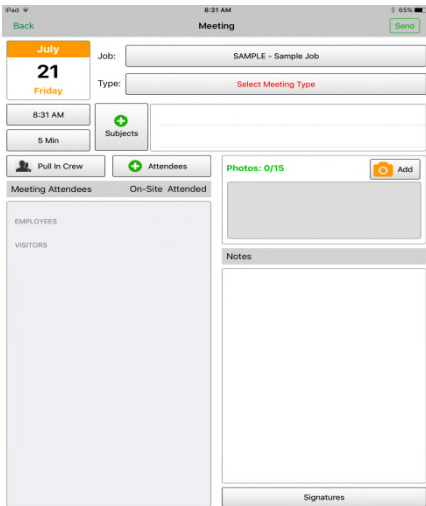 iPad 8:31 AM 65%
Back Meeting Send
July
21
Friday
Job: SAMPLE - Sample Job
Type: Select Meeting Type
8:31 AM
5 Min
Subjects
Pull In Crew
Attendees
Meeting Attendees On-Site Attended
EMPLOYEES
VISITORS
Photos: 0/15 Add
Notes
Signatures